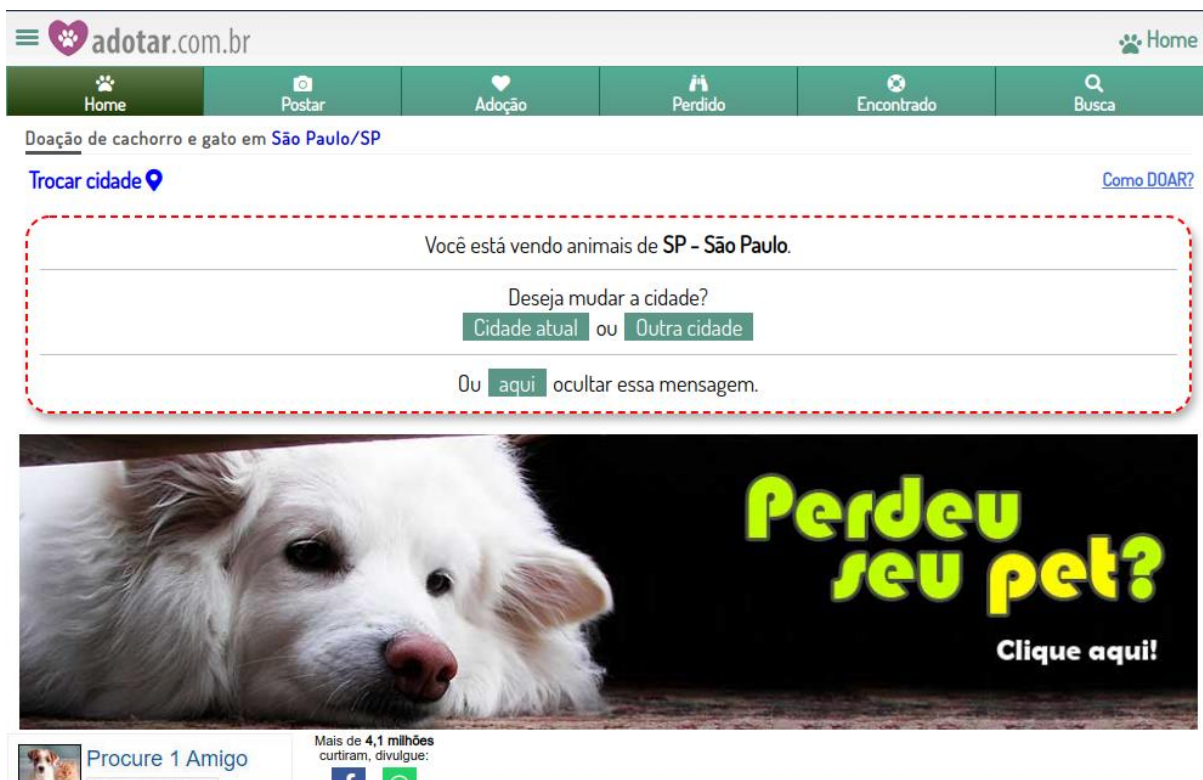 adotar.com.br
Home
Home
Postar
Adoção
Perdido
Encontrado
Busca
Doação de cachorro e gato em São Paulo/SP
Trocar cidade
Como DOAR?
Você está vendo animais de SP - São Paulo.
Deseja mudar a cidade?
Cidade atual ou Outra cidade
Ou aqui ocultar essa mensagem.
Perdeu
seu pet?
Clique aqui!
Procure 1 Amigo
Mais de 4,1 milhões
curtiram, divulgue: